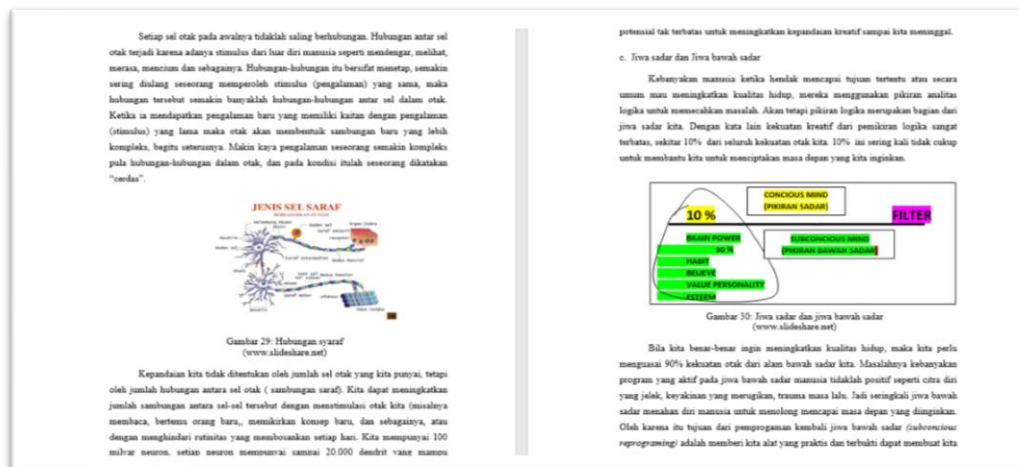 Setiap sel otak pada awalnya tidaklah saling berhubungan. Hubungan antar sel
otak terjadi karena adanya stimulus dari luar diri manusia seperti mendengar, melihat,
merasa, mencium dan sebagainya. Hubungan-hubungan itu bersifat menetap, semakin
sering diulang seseorang memperoleh stimulus (pengalaman) yang sama, maka
hubungan tersebut semakin banyaklah hubungan-hubungan antar sel dalam otak.
Ketika ia mendapatkan pengalaman baru yang memiliki kaitan dengan pengalaman
(stimulus) yang lama maka otak akan membentuik sambungan baru yang lebih
kompleks, begitu seterusnya. Makin kaya pengalaman seseorang semakin kompleks
pula hubungan-hubungan dalam otak, dan pada kondisi itulah seseorang dikatakan
“cerdas”.
JENIS SEL SARAF
Gambar 29: Hubungan syaraf
(www.slideshare.net)
Kepandaian kita tidak ditentukan oleh jumlah sel otak yang kita punyai, tetapi
oleh jumlah hubungan antara sel otak ( sambungan saraf). Kita dapat meningkatkan
jumlah sambungan antara sel-sel tersebut dengan menstimulasi otak kita (misalnya
membaca, bertemu orang baru,, memikirkan konsep baru, dan sebagainya, atau
dengan menghindari rutinitas yang membosankan setiap hari. Kita mempunyai 100
milyar neuron, setiap neuron mempunyai sampai 20.000 dendrit yang mampu
potensial tak terbatas untuk meningkatkan kepandaian kreatif sampai kita meninggal.
c. Jiwa sadar dan Jiwa bawah sadar
Kebanyakan manusia ketika hendak mencapai tujuan tertentu atau secara
umum mau meningkatkan kualitas hidup, mereka menggunakan pikiran analitas
logika untuk memecahkan masalah. Akan tetapi pikiran logika merupakan bagian dari
jiwa sadar kita. Dengan kata lain kekuatan kreatif dari pemikiran logika sangat
terbatas, sekitar 10% dari seluruh kekuatan otak kita. 10% ini sering kali tidak cukup
untuk membantu kita untuk menciptakan masa depan yang kita inginkan.
CONCIOUS MIND
(PIKIRAN SADAR)
10 %
FILTER
BRAIN POWER
90 %
HABIT
BELIEVE
VALUE PERSONALITY
ESTEEM
SUBCONCIOUS MIND
(PIKIRAN BAWAH SADAR)
Gambar 30: Jiwa sadar dan jiwa bawah sadar
(www.slideshare.net)
Bila kita benar-benar ingin meningkatkan kualitas hidup, maka kita perlu
menguasai 90% kekuatan otak dari alam bawah sadar kita. Masalahnya kebanyakan
program yang aktif pada jiwa bawah sadar manusia tidaklah positif seperti citra diri
yang jelek, keyakinan yang merugikan, trauma masa lalu. Jadi seringkali jiwa bawah
sadar menahan diri manusia untuk menolong mencapai masa depan yang diinginkan.
Oleh karena itu tujuan dari pemprogaman kembali jiwa bawah sadar (subconscious
reprograming) adalah memberi kita alat yang praktis dan terbukti dapat membuat kita